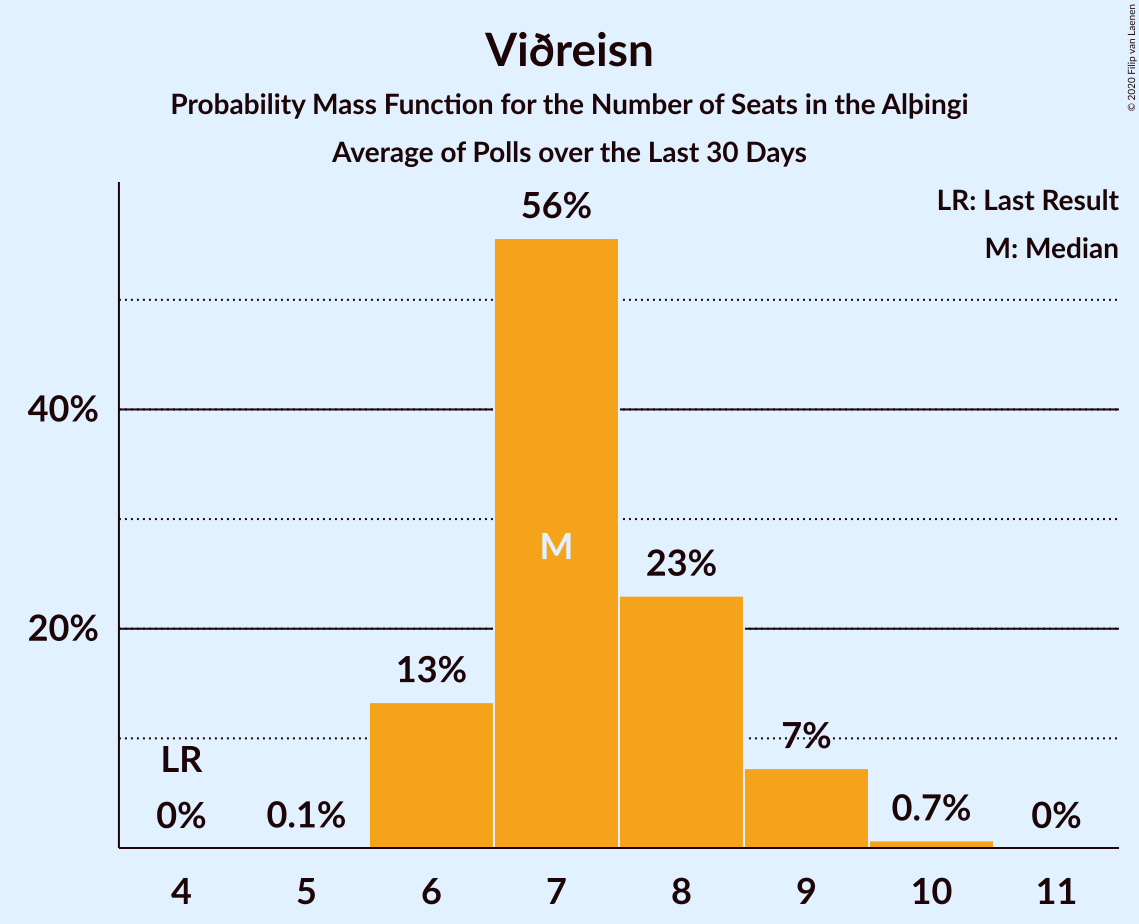 Viðreisn
Probability Mass Function for the Number of Seats in the Alþingi
Average of Polls over the Last 30 Days
© 2020 Filip van Laenen
LR: Last Result
M: Median
56%
40%
M
23%
20%
13%
7%
LR
0%
0.1%
0.7%
0%
4 5 6 7 8 9 10 11